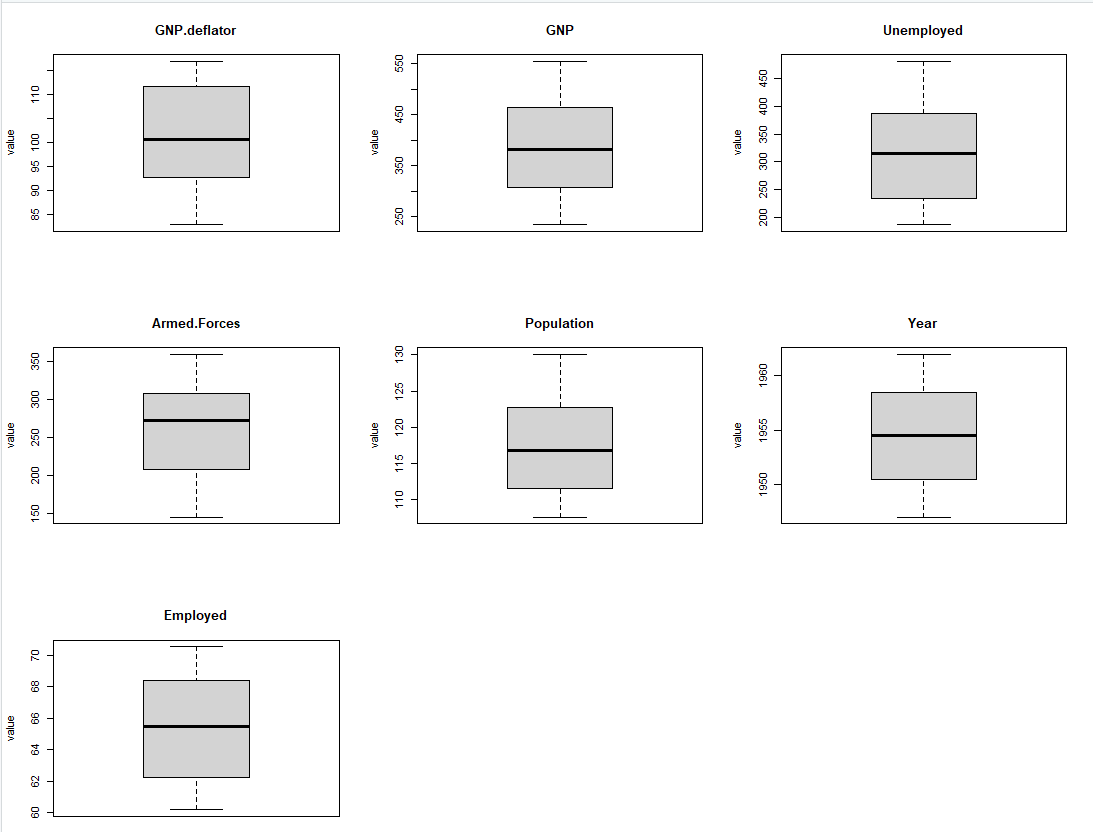 GNP.deflator
value
110
100
95
90
85
GNP
value
550
450
350
250
Unemployed
value
450
400
350
300
250
200
Armed.Forces
value
350
300
250
200
150
Population
value
130
125
120
115
110
Year
value
1960
1955
1950
Employed
value
70
68
66
64
62
60